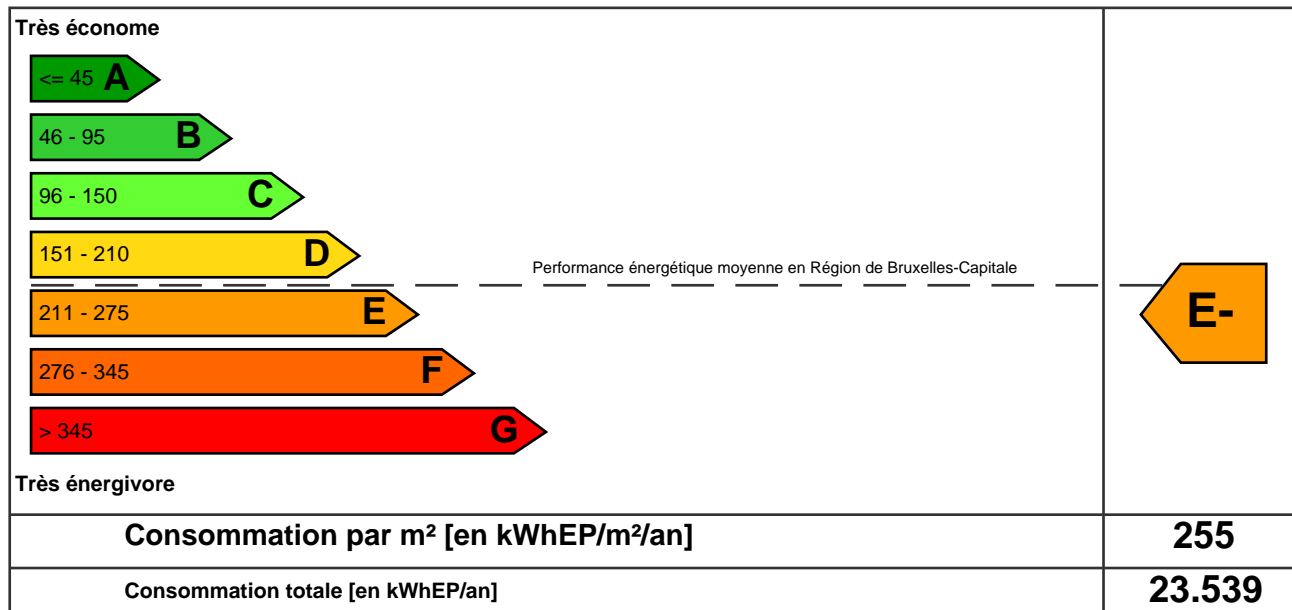 Très économe
<= 45 A
46 - 95 B
96 - 150 C
151 - 210 D
Performance énergétique moyenne en Région de Bruxelles-Capitale
211 - 275 E
E-
276 - 345 F
> 345 G
Très énergivore
Consommation par m² [en kWhEP/m²/an] 255
Consommation totale [en kWhEP/an] 23.539